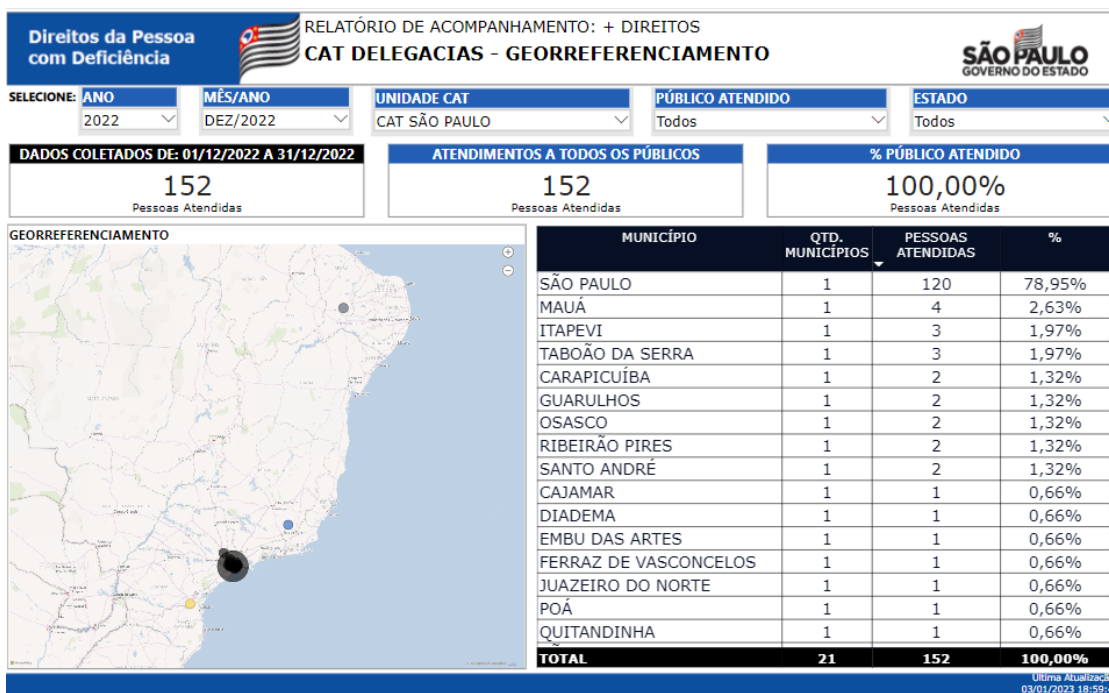 Direitos da Pessoa
com Deficiência
RELATÓRIO DE ACOMPANHAMENTO: + DIREITOS
CAT DELEGACIAS - GEORREFERENCIAMENTO
SÃO PAULO
GOVERNO DO ESTADO
SELECIONE: ANO MÊS/ANO UNIDADE CAT PÚBLICO ATENDIDO ESTADO
2022 DEZ/2022 CAT SÃO PAULO Todos Todos
DADOS COLETADOS DE: 01/12/2022 A 31/12/2022
152
Pessoas Atendidas
ATENDIMENTOS A TODOS OS PÚBLICOS
152
Pessoas Atendidas
% PÚBLICO ATENDIDO
100,00%
Pessoas Atendidas
GEORREFERENCIAMENTO
MUNICÍPIO QTD. MUNICÍPIOS PESSOAS ATENDIDAS %
SÃO PAULO 1 120 78,95%
MAUÁ 1 4 2,63%
ITAPEVI 1 3 1,97%
TABOÃO DA SERRA 1 3 1,97%
CARAPICUÍBA 1 2 1,32%
GUARULHOS 1 2 1,32%
OSASCO 1 2 1,32%
RIBEIRÃO PIRES 1 2 1,32%
SANTO ANDRÉ 1 2 1,32%
CAJAMAR 1 1 0,66%
DIADEMA 1 1 0,66%
EMBU DAS ARTES 1 1 0,66%
FERRAZ DE VASCONCELOS 1 1 0,66%
JUAZEIRO DO NORTE 1 1 0,66%
POÁ 1 1 0,66%
QUITANDINHA 1 1 0,66%
TOTAL 21 152 100,00%
Última Atualizaçã
03/01/2023 18:59: